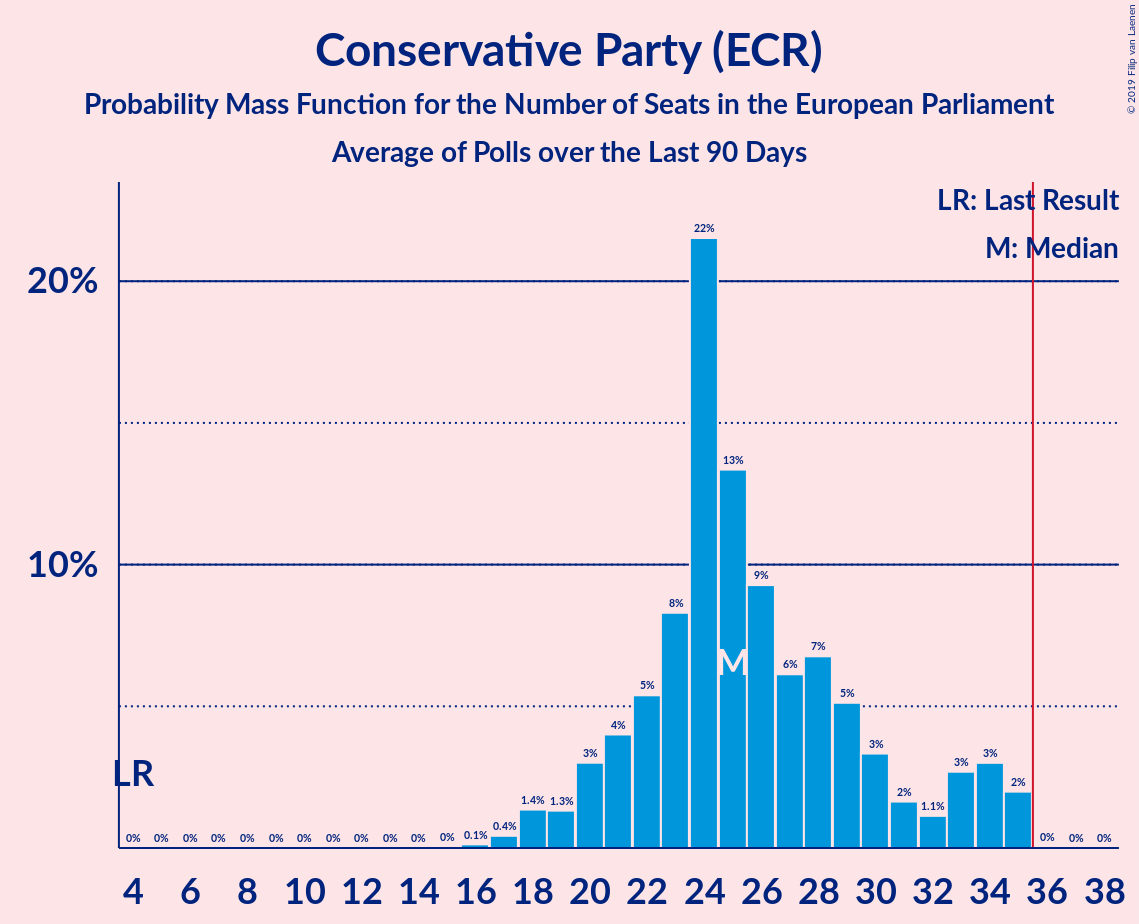 Conservative Party (ECR)
Probability Mass Function for the Number of Seats in the European Parliament
Average of Polls over the Last 90 Days
© 2019 Filip van Laenen
LR: Last Result
M: Median
22%
20%
13%
9%
10%
8%
7%
M
6%
5%
5%
4%
LR
3%
3%
3%
3%
2%
2%
1.4%
1.3%
1.1%
0% 0% 0% 0% 0% 0% 0% 0% 0% 0% 0% 0% 0.1% 0.4% 0% 0% 0%
4 6 8 10 12 14 16 18 20 22 24 26 28 30 32 34 36 38